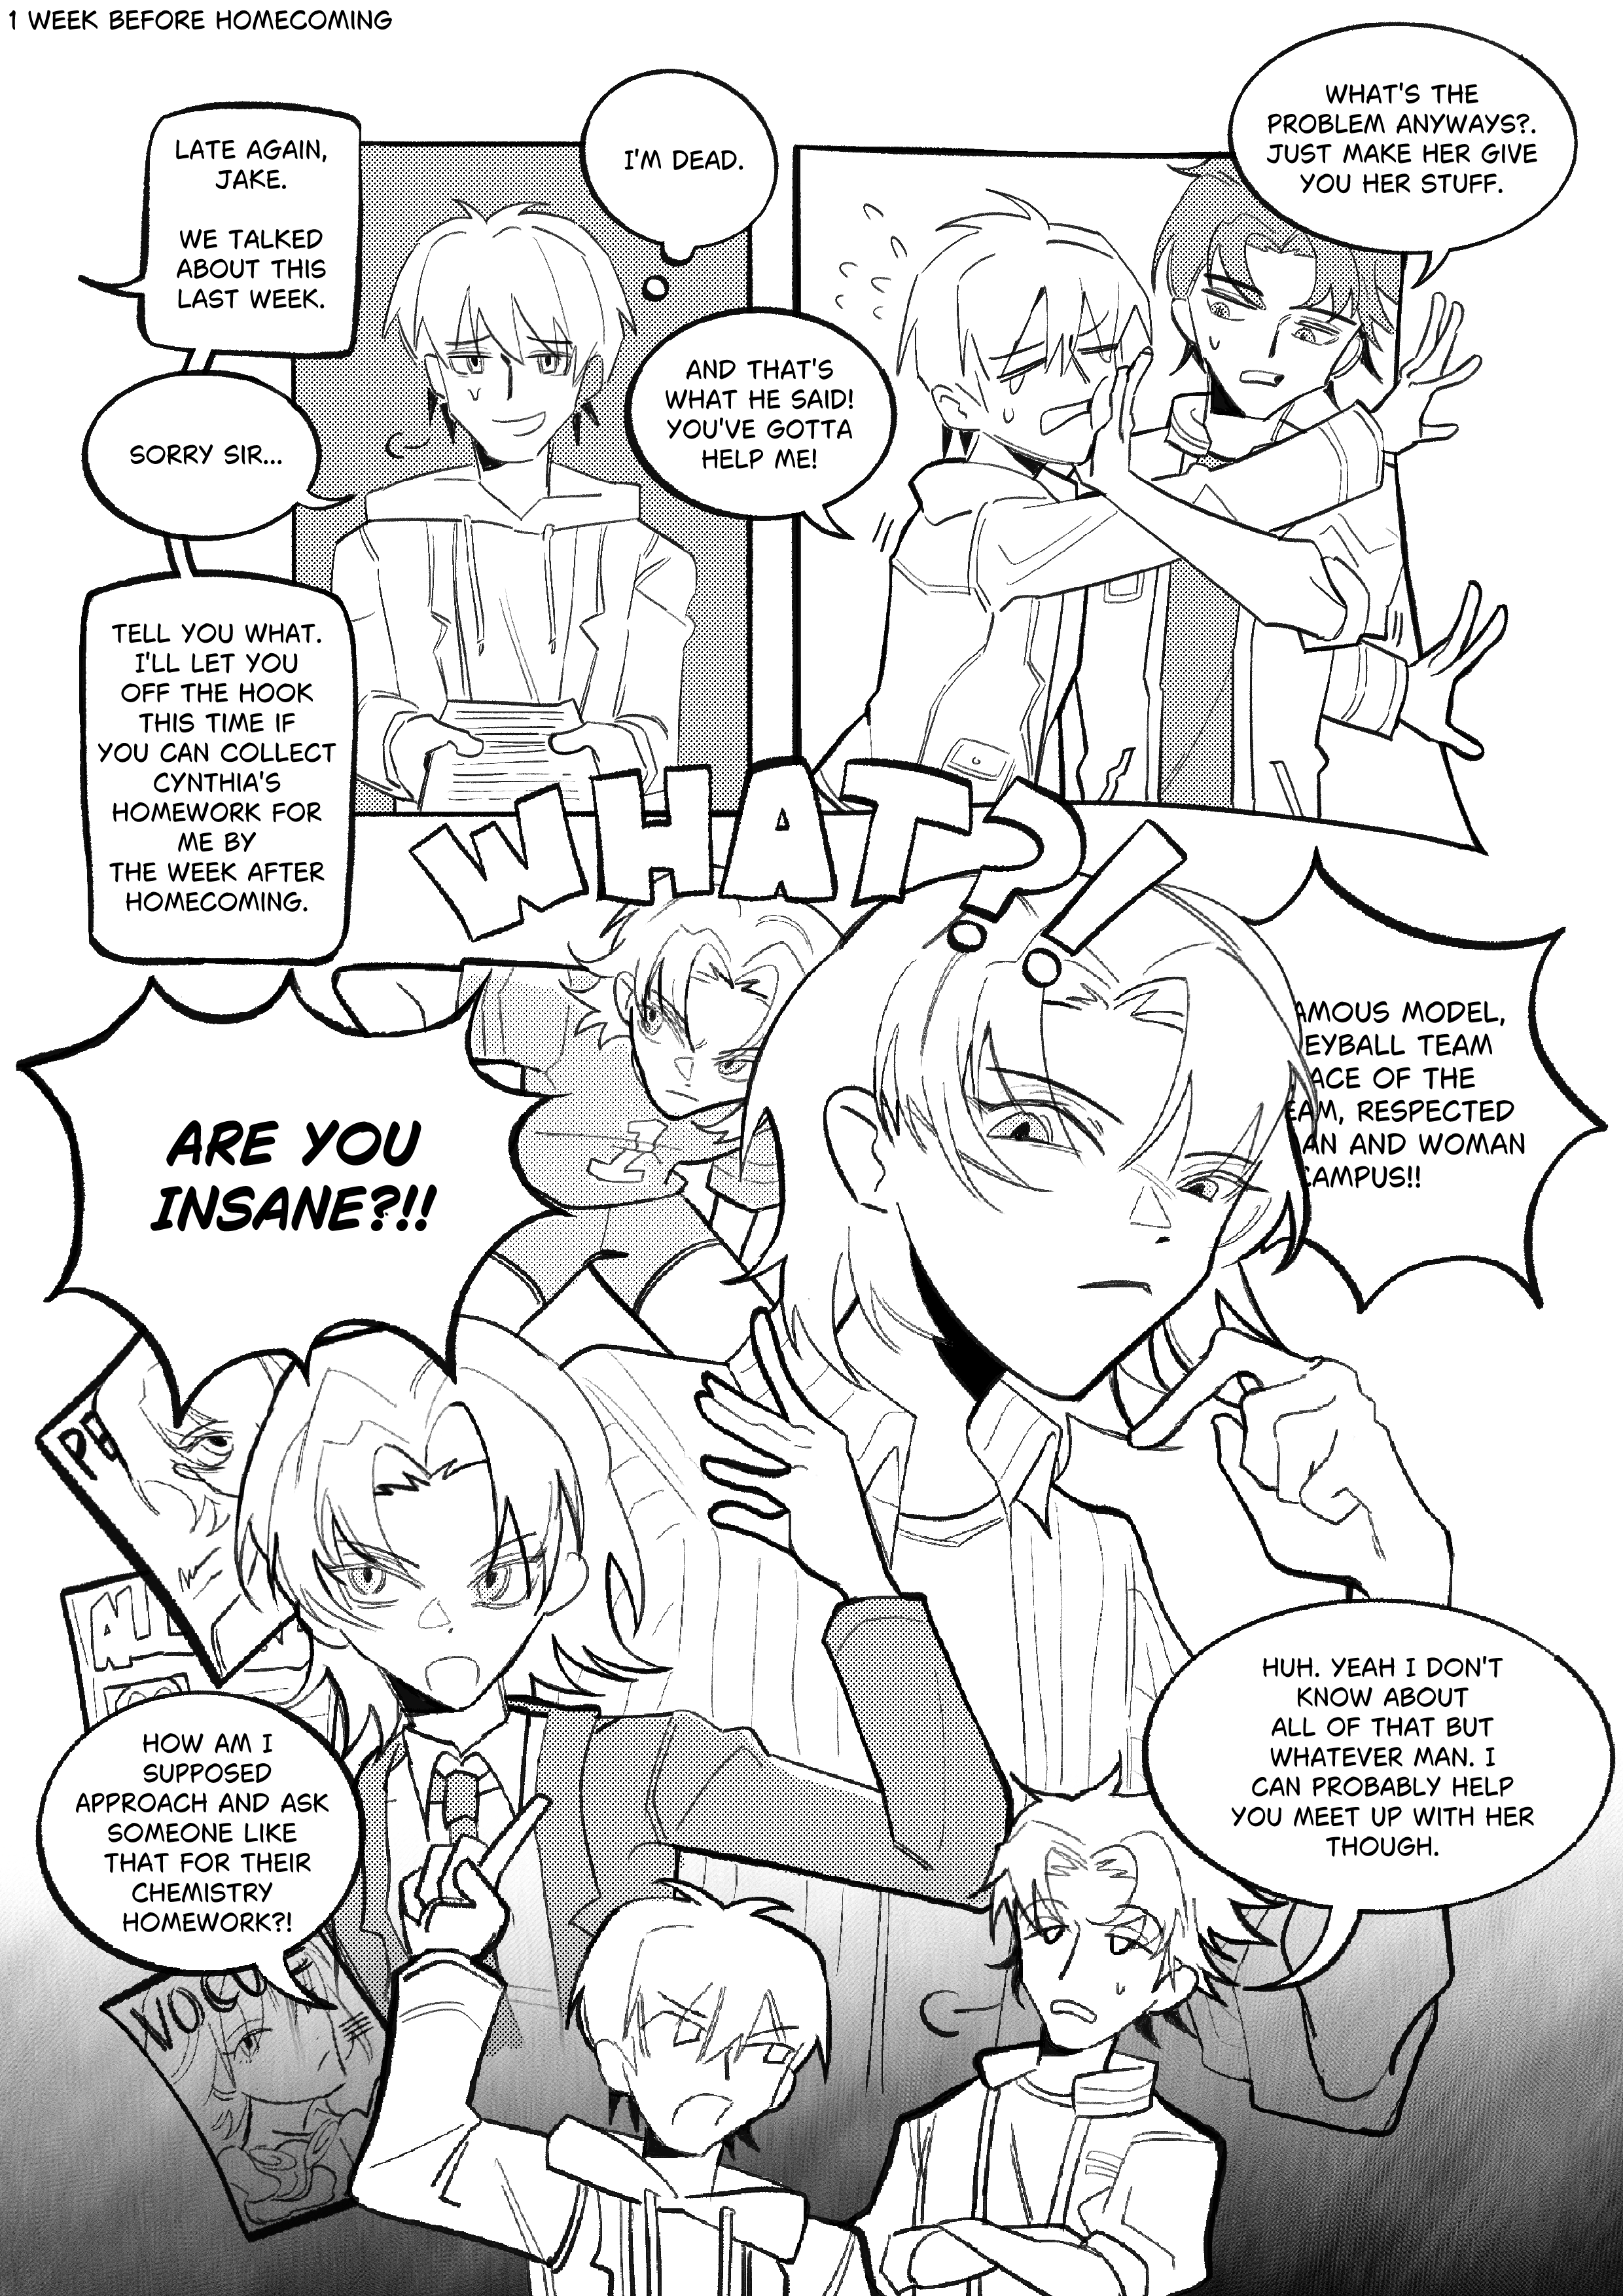 1 WEEK BEFORE HOMECOMING
LATE AGAIN,
JAKE.
WE TALKED
ABOUT THIS
LAST WEEK.
SORRY SIR...
TELL YOU WHAT.
I'LL LET YOU
OFF THE HOOK
THIS TIME IF
YOU CAN COLLECT
CYNTHIA'S
HOMEWORK FOR
ME BY
THE WEEK AFTER
HOMECOMING.
I'M DEAD.
AND THAT'S
WHAT HE SAID!
YOU'VE GOTTA
HELP ME!
WHAT'S THE
PROBLEM ANYWAYS?.
JUST MAKE HER GIVE
YOU HER STUFF.
WHAT?!
ARE YOU
INSANE?!!
AMOUS MODEL,
EYBALL TEAM
ACE OF THE
EAM, RESPECTED
AN AND WOMAN
CAMPUS!!
PE
ALL
VOCUE
HOW AM I
SUPPOSED
APPROACH AND ASK
SOMEONE LIKE
THAT FOR THEIR
CHEMISTRY
HOMEWORK?!
HUH. YEAH I DON'T
KNOW ABOUT
ALL OF THAT BUT
WHATEVER MAN. I
CAN PROBABLY HELP
YOU MEET UP WITH HER
THOUGH.